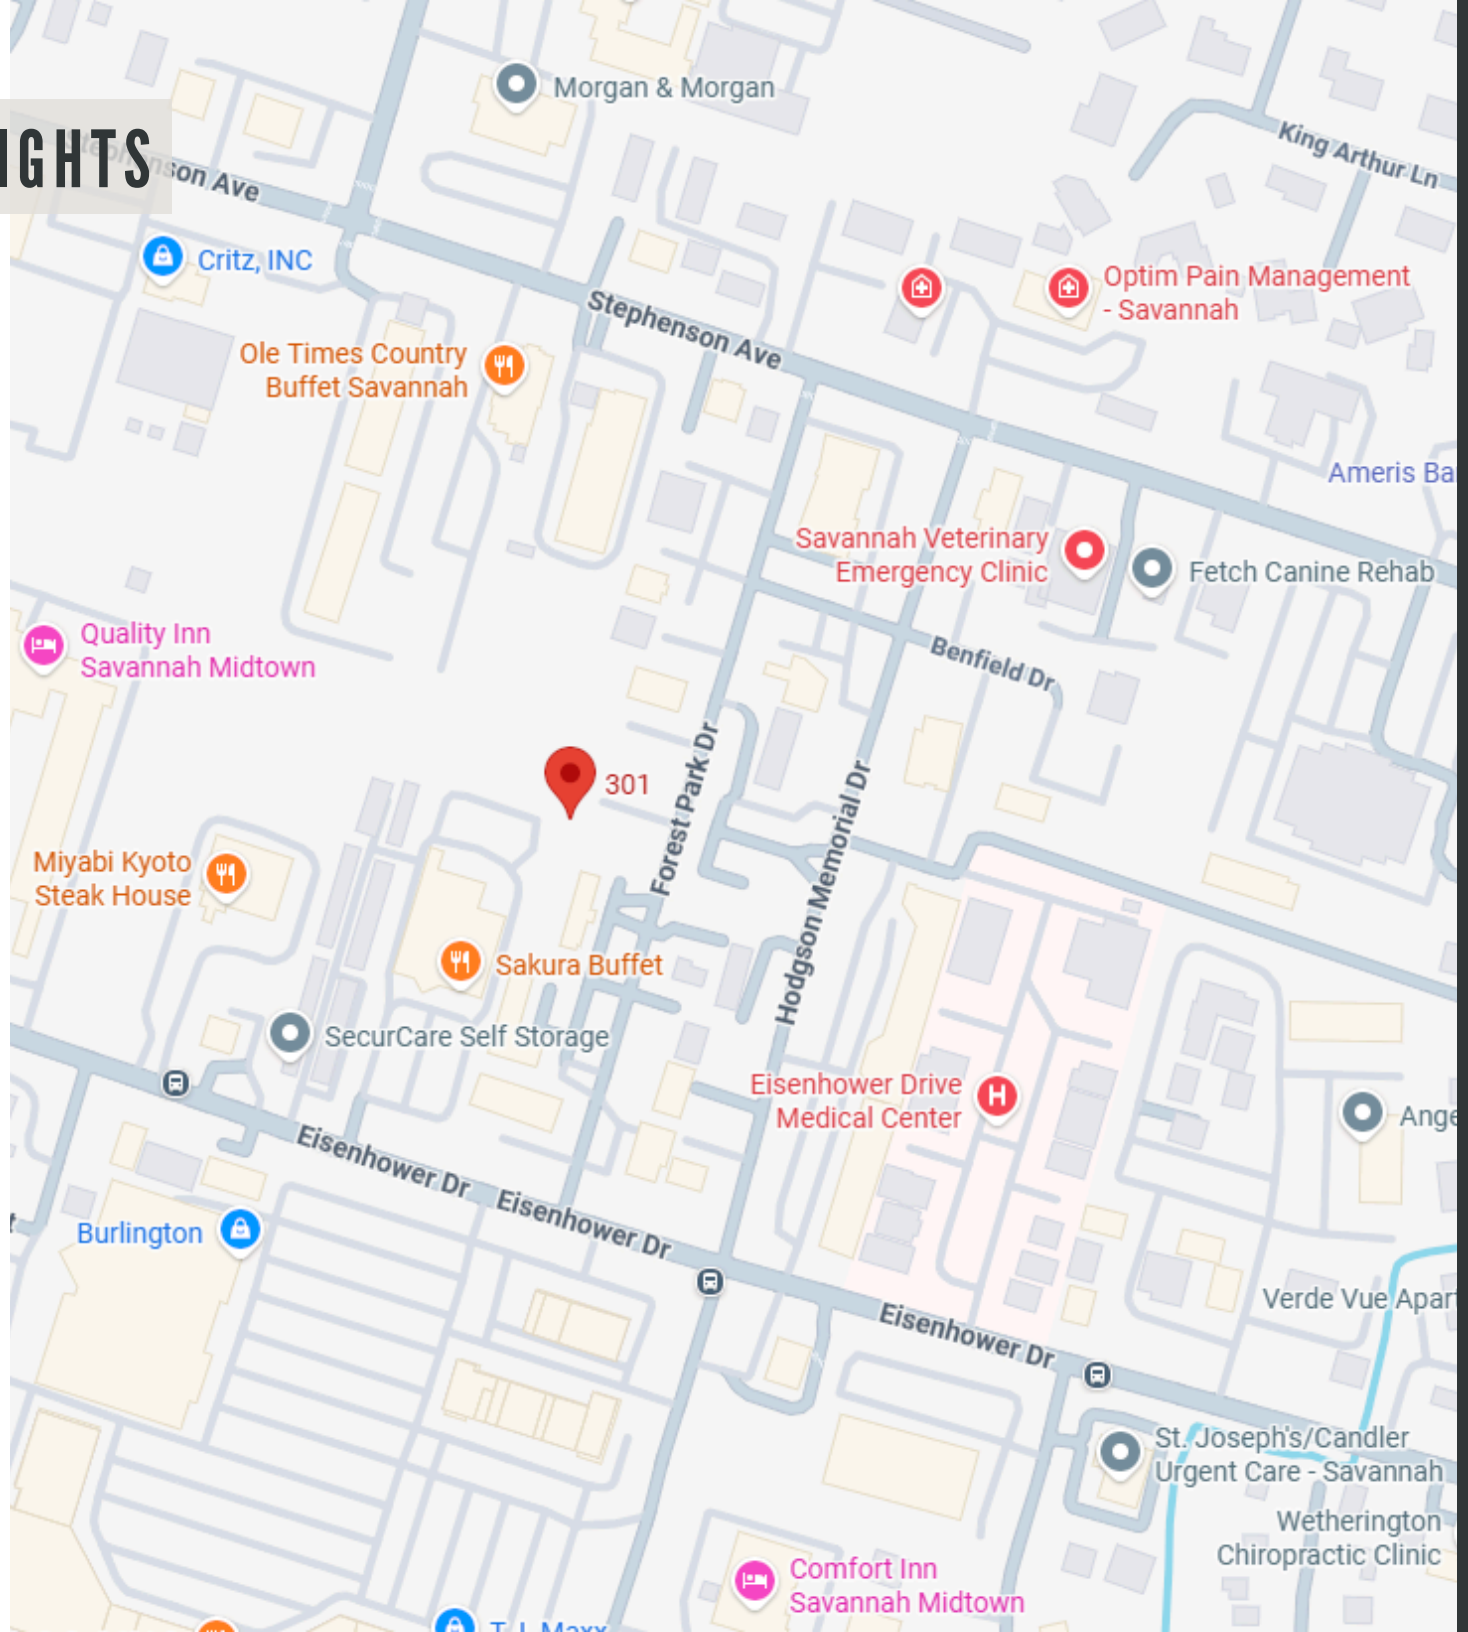 Morgan & Morgan
King Arthur Ln
IGHTS
Stephenson Ave
Critz, INC
Optim Pain Management
- Savannah
Stephenson Ave
Ole Times Country
Buffet Savannah
Ameris Ba
Savannah Veterinary
Emergency Clinic
Fetch Canine Rehab
Quality Inn
Savannah Midtown
Benfield Dr
301
Forest Park Dr
Hodgson Memorial Dr
Miyabi Kyoto
Steak House
Sakura Buffet
SecurCare Self Storage
Eisenhower Drive
Medical Center
H
Ange
Eisenhower Dr
Eisenhower Dr
Burlington
Verde Vue Apart
Eisenhower Dr
St. Joseph's/Candler
Urgent Care - Savannah
Wetherington
Chiropractic Clinic
Comfort Inn
Savannah Midtown
T.J. Maxx